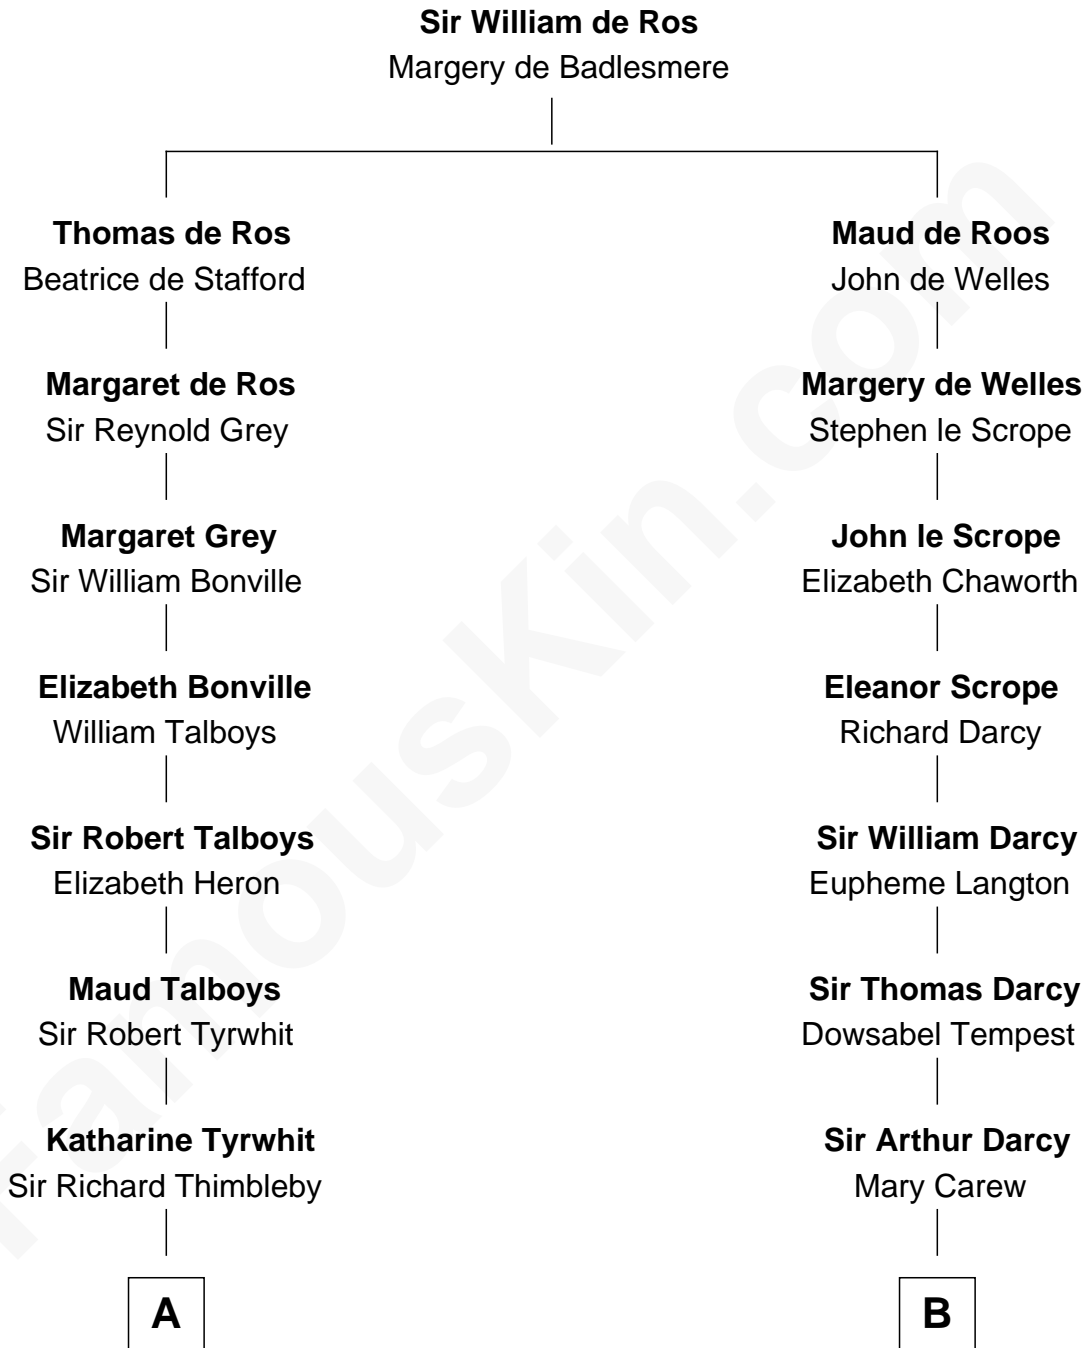 Sir William de Ros
Margery de Badlesmere
Thomas de Ros
Beatrice de Stafford
Maud de Roos
John de Welles
Margaret de Ros
Sir Reynold Grey
Margery de Welles
Stephen le Scrope
Margaret Grey
Sir William Bonville
John le Scrope
Elizabeth Chaworth
Elizabeth Bonville
William Talboys
Eleanor Scrope
Richard Darcy
Sir Robert Talboys
Elizabeth Heron
Sir William Darcy
Eupheme Langton
Maud Talboys
Sir Robert Tyrwhit
Sir Thomas Darcy
Dowsabel Tempest
Katharine Tyrwhit
Sir Richard Thimbleby
Sir Arthur Darcy
Mary Carew
A
B
FamousKin.com